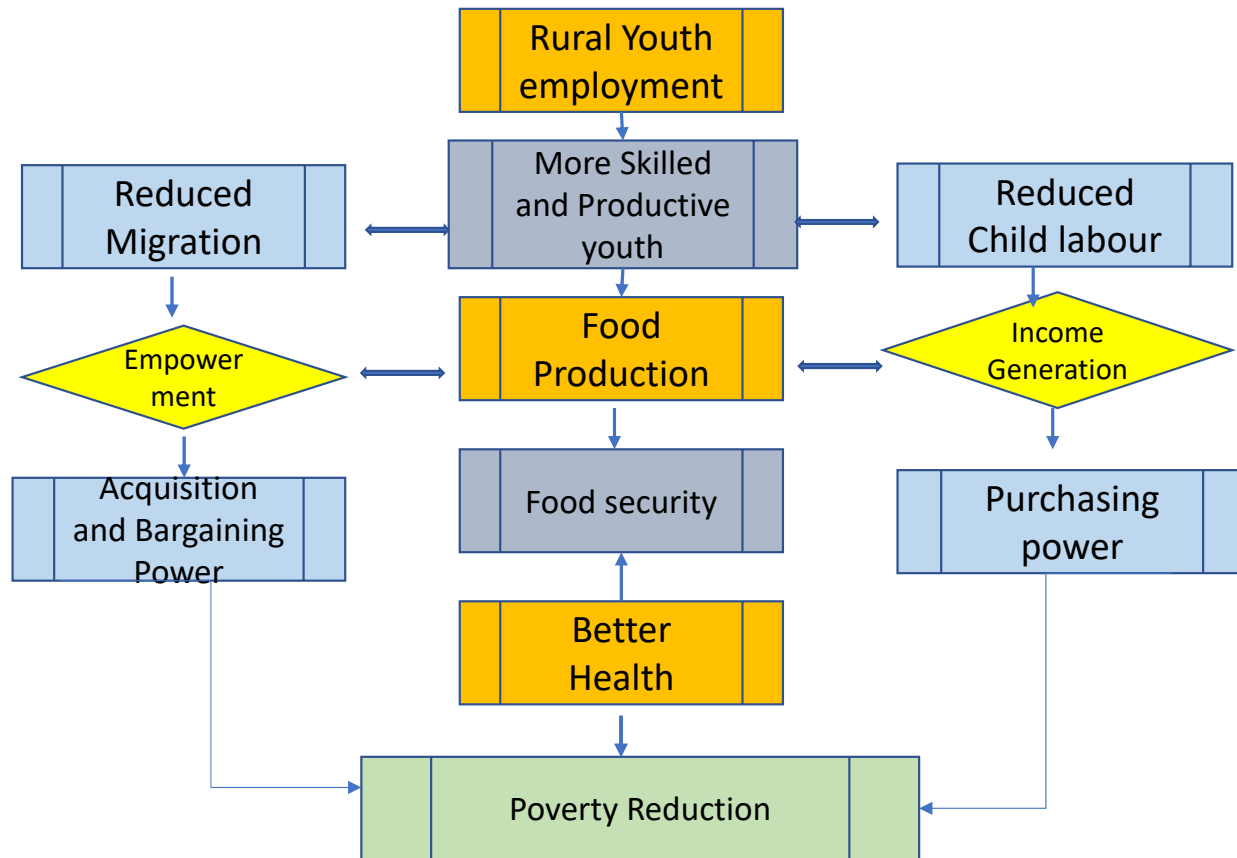 Rural Youth
employment
More Skilled
and Productive
youth
Reduced
Migration
Reduced
Child labour
Food
Production
Empower
ment
Income
Generation
Food security
Acquisition
and Bargaining
Power
Purchasing
power
Better
Health
Poverty Reduction